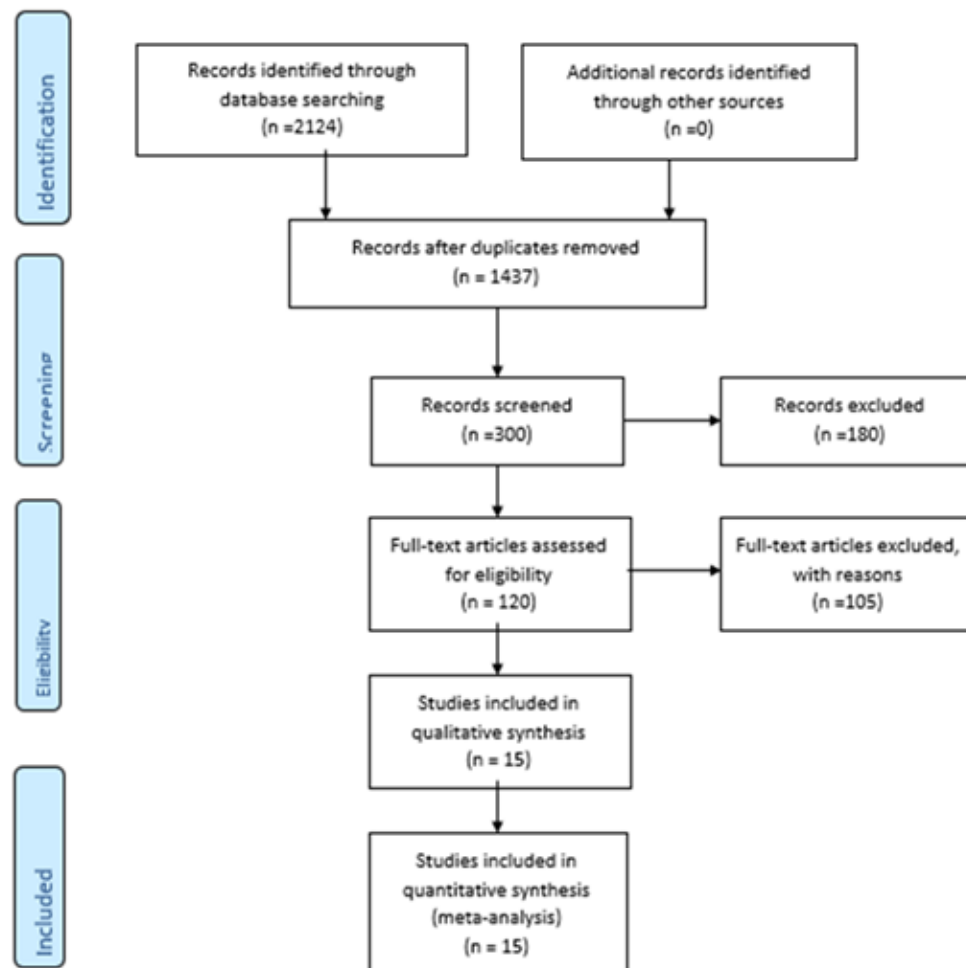 Identification
Records identified through
database searching
(n =2124)
Additional records identified
through other sources
(n =0)
Records after duplicates removed
(n = 1437)
Screening
Records screened
(n =300)
Records excluded
(n =180)
Eligibility
Full-text articles assessed
for eligibility
(n = 120)
Full-text articles excluded,
with reasons
(n =105)
Studies included in
qualitative synthesis
(n = 15)
Included
Studies included in
quantitative synthesis
(meta-analysis)
(n = 15)